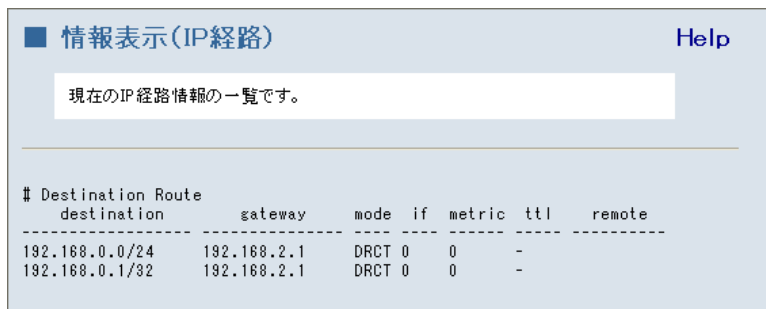 ■ 情報表示(IP経路)
Help
現在のIP経路情報の一覧です。
# Destination Route
destination gateway mode if metric ttl remote
------------------ --------------- ---- ---- ------ ----- ----------
192.168.0.0/24 192.168.2.1 DRCT 0 0 -
192.168.0.1/32 192.168.2.1 DRCT 0 0 -